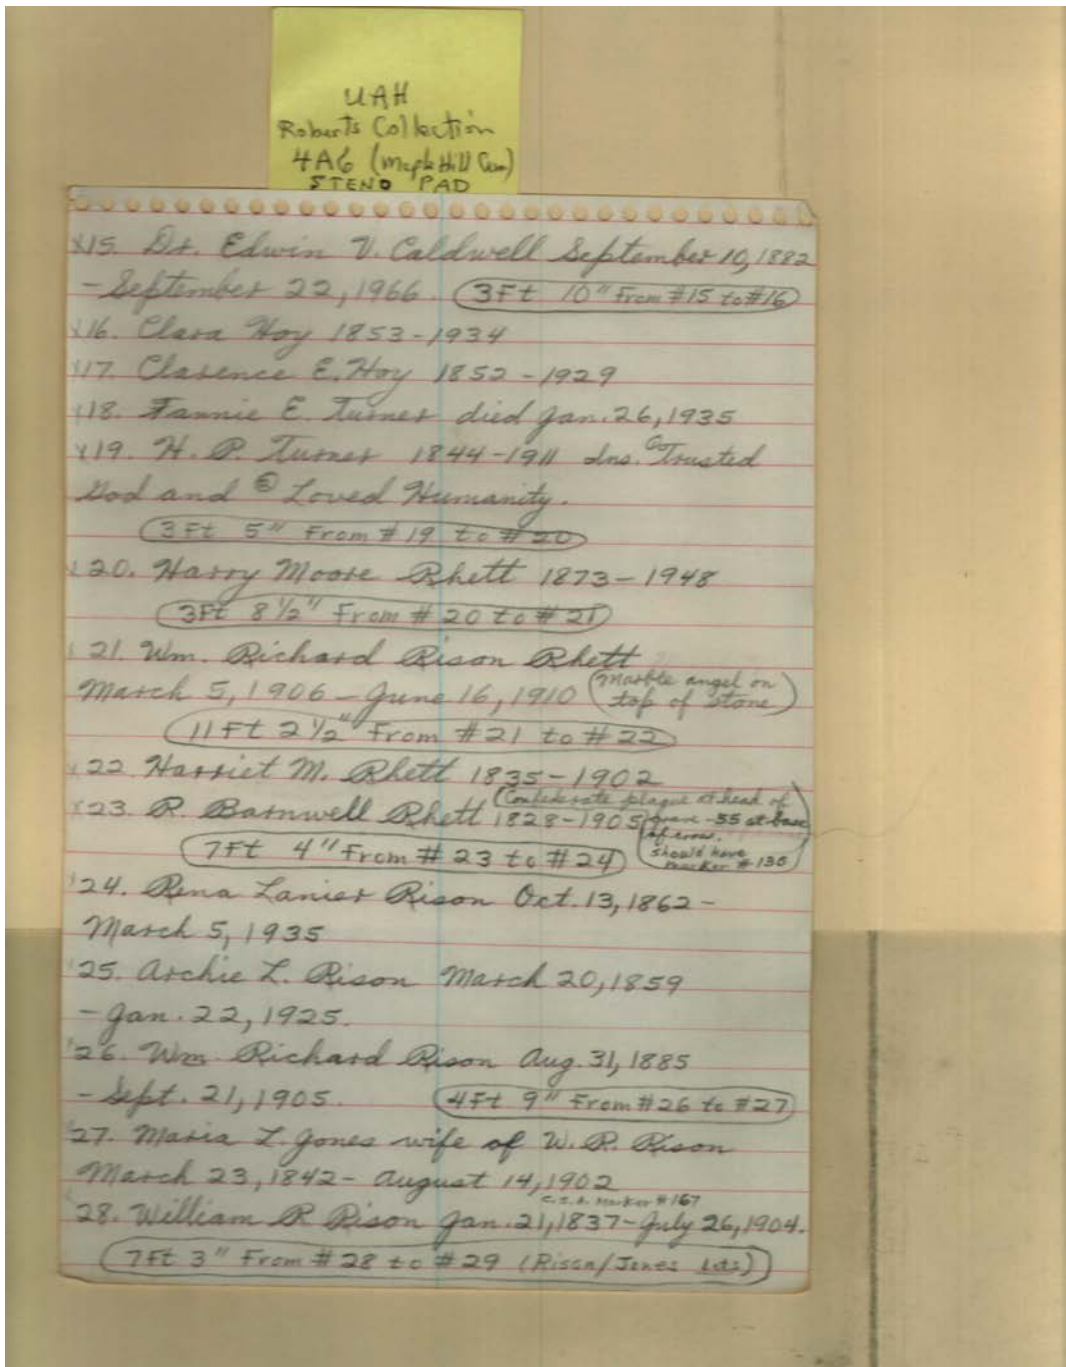 UAH
Roberts Collection
4A6 (Maple Hill Cem)
STENO PAD
x15. Dr. Edwin V. Caldwell September 10, 1882
- September 22, 1966. (3Ft 10" From #15 to #16)
x16. Clara Hoy 1853-1934
x17. Clarence E. Hoy 1852-1929
x18. Fannie E. Turner died Jan. 26, 1935
x19. H. P. Turner 1844-1911 Ins. Trusted
God and Loved Humanity.
(3Ft 5" From #19 to #20)
20. Harry Moore Rhett 1873-1948
(3Ft 8 1/2" From #20 to #21)
21. Wm. Richard Rison Rhett
March 5, 1906 - June 16, 1910 (Marble angel on
top of stone)
(11Ft 2 1/2" From #21 to #22)
22. Harriet M. Rhett 1835-1902
x23. R. Barnwell Rhett 1828-1905 (Confederate plaque at head of
grave -55 at base
of cross.
should have
marker #136)
(7Ft 4" From #23 to #24)
24. Rena Lanier Rison Oct. 13, 1862 -
March 5, 1935
25. Archie L. Rison March 20, 1859
- Jan. 22, 1925.
26. Wm. Richard Rison Aug. 31, 1885
- Sept. 21, 1905. (4Ft 9" From #26 to #27)
27. Maria L. Jones wife of W. R. Rison
March 23, 1842 - August 14, 1902
C.S.A. Marker #167
28. William R Rison Jan. 21, 1837 - July 26, 1904.
(7Ft 3" From #28 to #29 (Rison/Jones Lots))